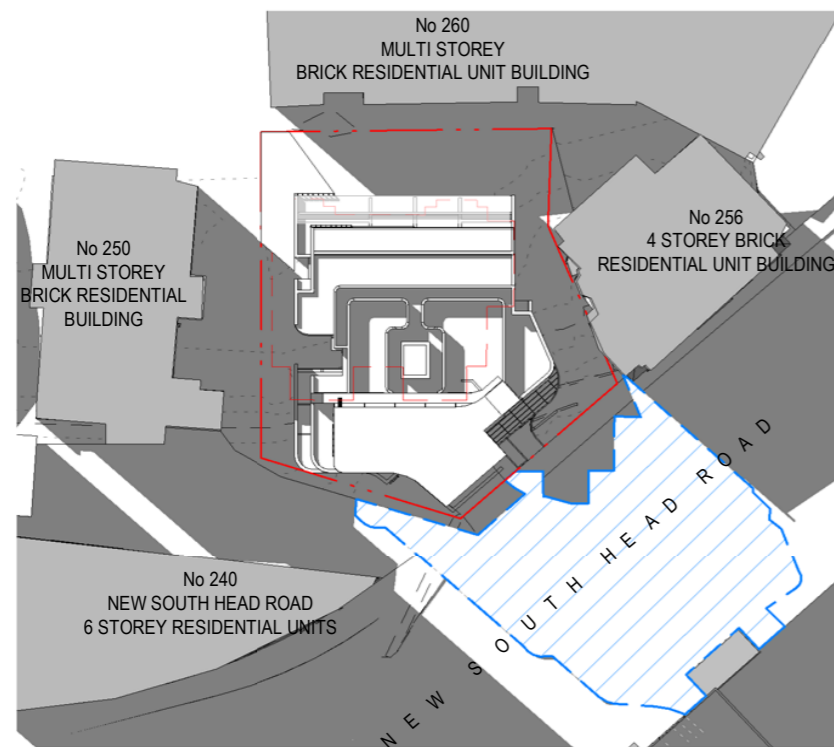 No 260
MULTI STOREY
BRICK RESIDENTIAL UNIT BUILDING
No 256
4 STOREY BRICK
RESIDENTIAL UNIT BUILDING
No 250
MULTI STOREY
BRICK RESIDENTIAL
BUILDING
No 240
NEW SOUTH HEAD ROAD
6 STOREY RESIDENTIAL UNITS
NEW SOUTH HEAD ROAD